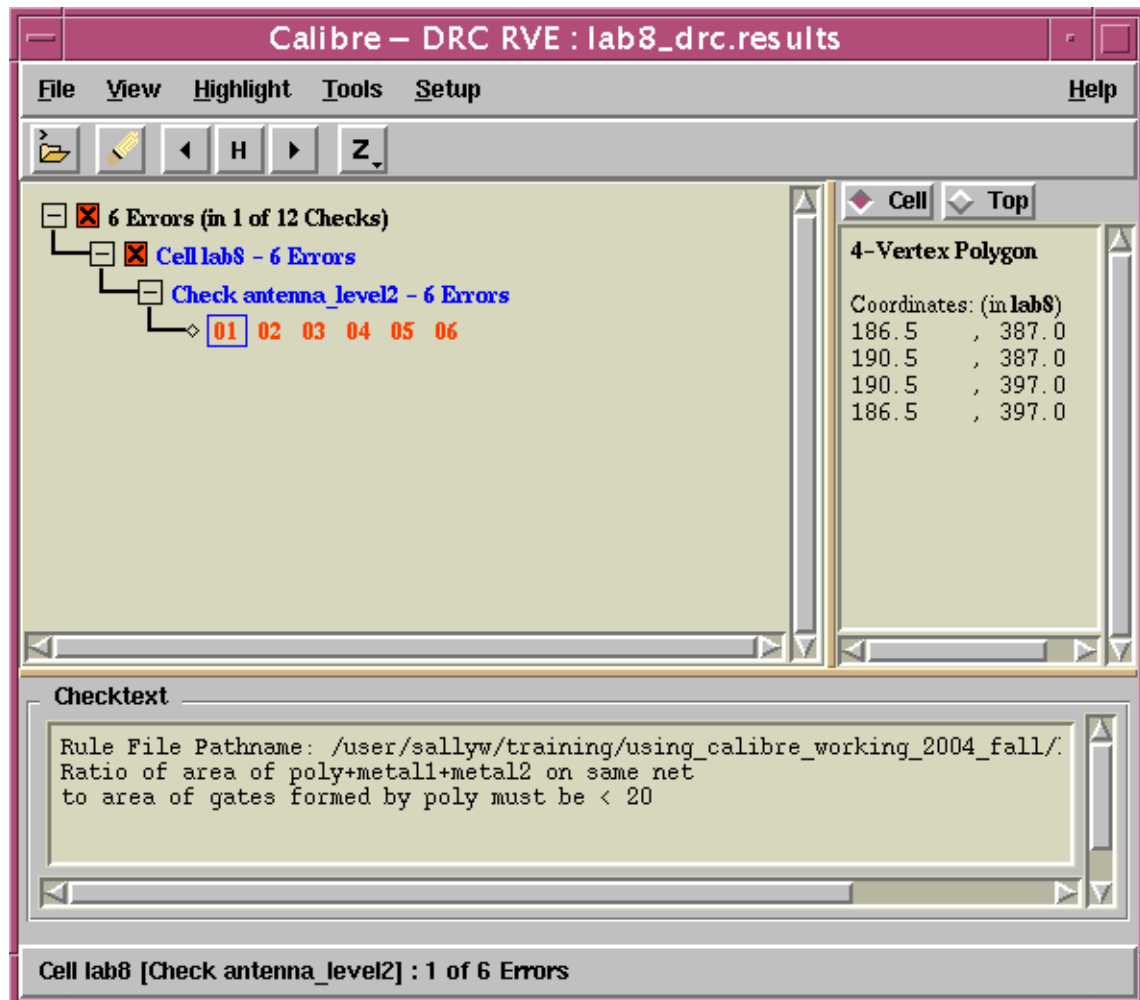 Calibre – DRC RVE : lab8_drc.results
File View Highlight Tools Setup Help
H Z
6 Errors (in 1 of 12 Checks)
Cell lab8 - 6 Errors
Check antenna_level2 - 6 Errors
01 02 03 04 05 06
Cell Top
4-Vertex Polygon
Coordinates: (in lab8)
186.5 , 387.0
190.5 , 387.0
190.5 , 397.0
186.5 , 397.0
Checktext
Rule File Pathname: /user/sallyw/training/using_calibre_working_2004_fall/
Ratio of area of poly+metal1+metal2 on same net
to area of gates formed by poly must be < 20
Cell lab8 [Check antenna_level2] : 1 of 6 Errors